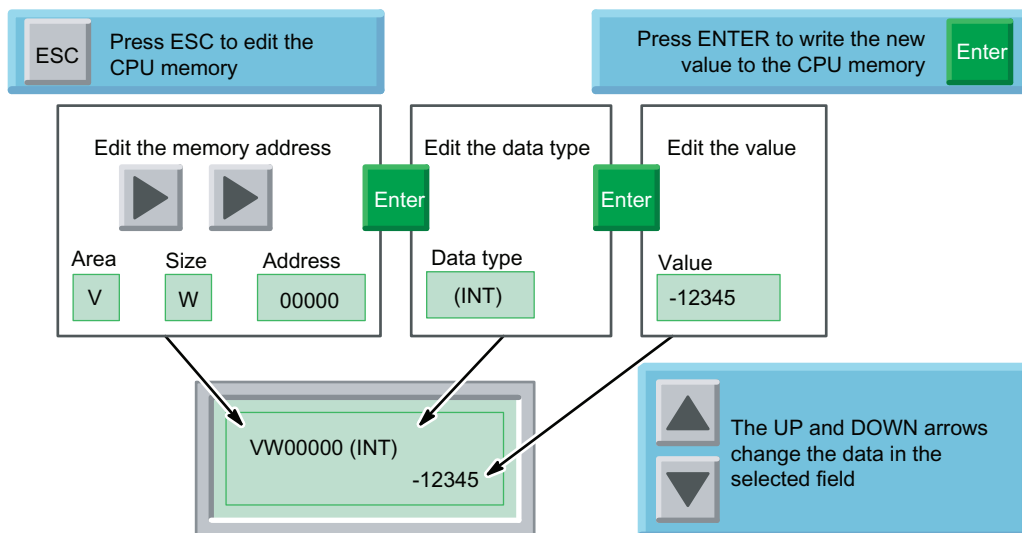 ESC
Press ESC to edit the
CPU memory
Press ENTER to write the new
value to the CPU memory
Enter
Edit the memory address
Enter
Edit the data type
Enter
Edit the value
Area
Size
Address
V
W
00000
Data type
(INT)
Value
-12345
VW00000 (INT)
-12345
The UP and DOWN arrows
change the data in the
selected field